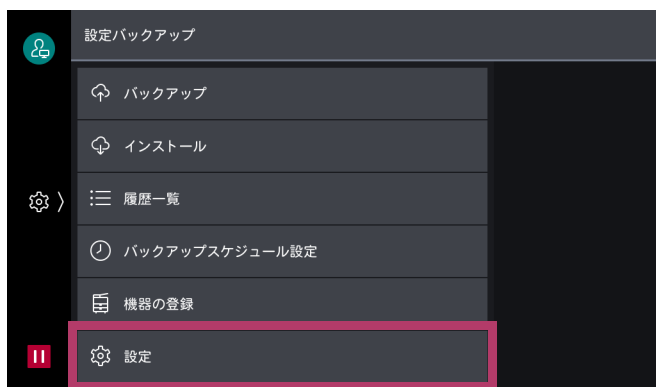 設定バックアップ
バックアップ
インストール
履歴一覧
バックアップスケジュール設定
機器の登録
設定